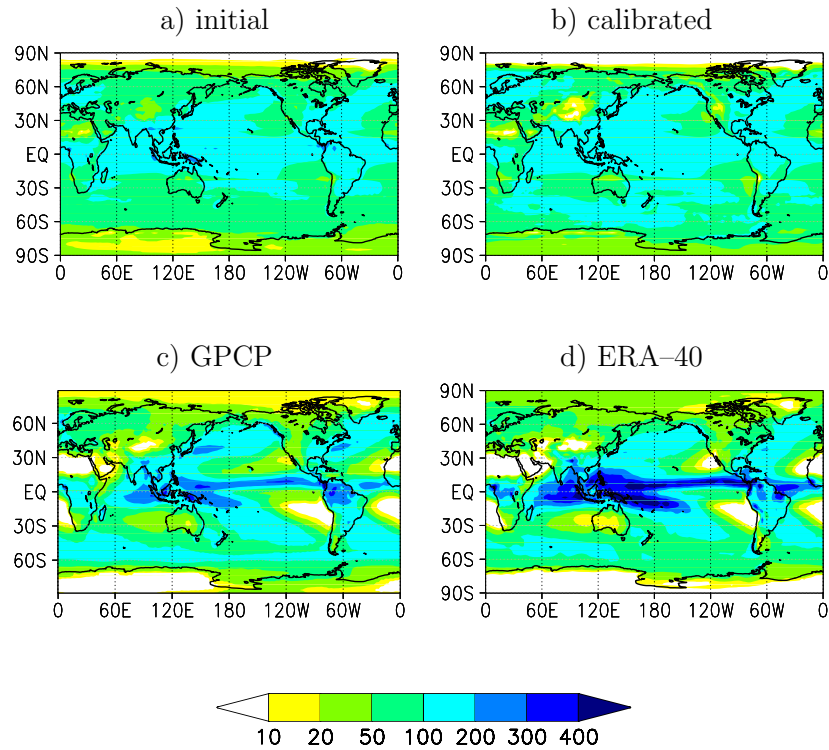 a) initial
b) calibrated
90N
60N
30N
EQ
30S
60S
90S
0 60E 120E 180 120W 60W 0
90N
60N
30N
EQ
30S
60S
90S
0 60E 120E 180 120W 60W 0
c) GPCP
d) ERA–40
60N
30N
EQ
30S
60S
0 60E 120E 180 120W 60W 0
90N
60N
30N
EQ
30S
60S
90S
0 60E 120E 180 120W 60W 0
10 20 50 100 200 300 400